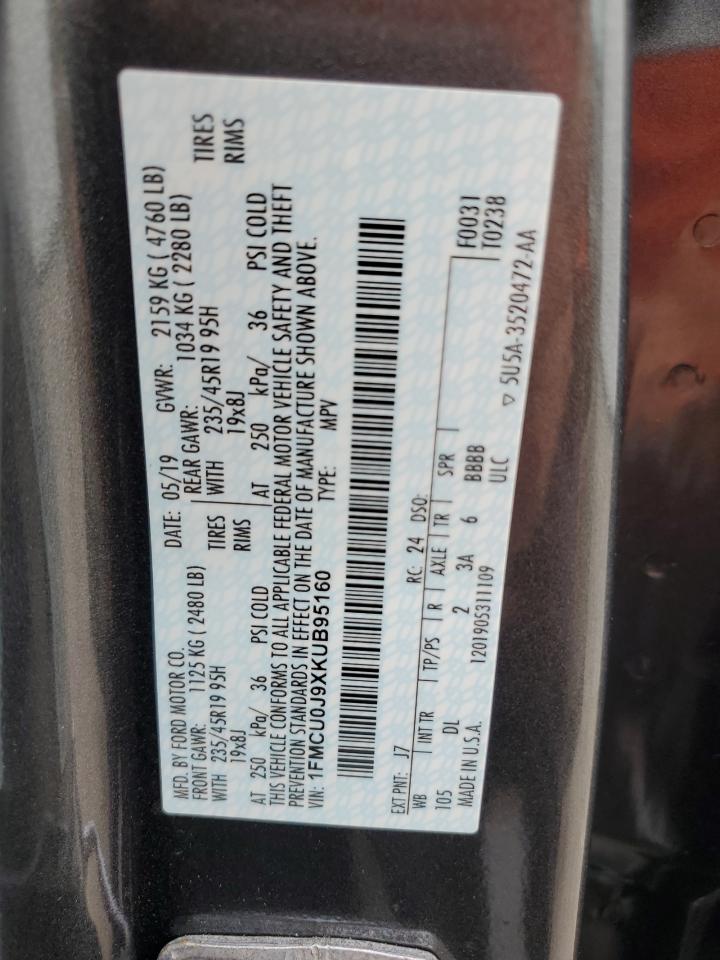 MFD. BY FORD MOTOR CO.
DATE: 05/19 GVWR: 2159 KG ( 4760 LB)
FRONT GAWR: 1125 KG ( 2480 LB) REAR GAWR: 1034 KG ( 2280 LB)
WITH 235/45R19 95H TIRES WITH 235/45R19 95H TIRES
19x8J RIMS 19x8J RIMS
AT 250 kPa/ 36 PSI COLD AT 250 kPa/ 36 PSI COLD
THIS VEHICLE CONFORMS TO ALL APPLICABLE FEDERAL MOTOR VEHICLE SAFETY AND THEFT
PREVENTION STANDARDS IN EFFECT ON THE DATE OF MANUFACTURE SHOWN ABOVE.
VIN: 1FMCU0J9XKUB95160 TYPE: MPV
EXT PNT: J7 RC: 24 DSO: F0031
WB INT TR TP/PS R AXLE TR SPR T0238
105 DL 2 3A 6 BBBB
MADE IN U.S.A. 1201905311109 ULC ▽ 5U5A-3520472-AA